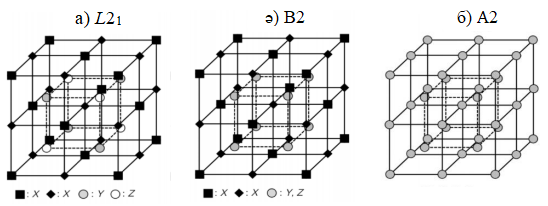 а) L2₁ ә) B2 б) A2
■: X ◆: X ●: Y ○: Z ■: X ◆: X ●: Y, Z